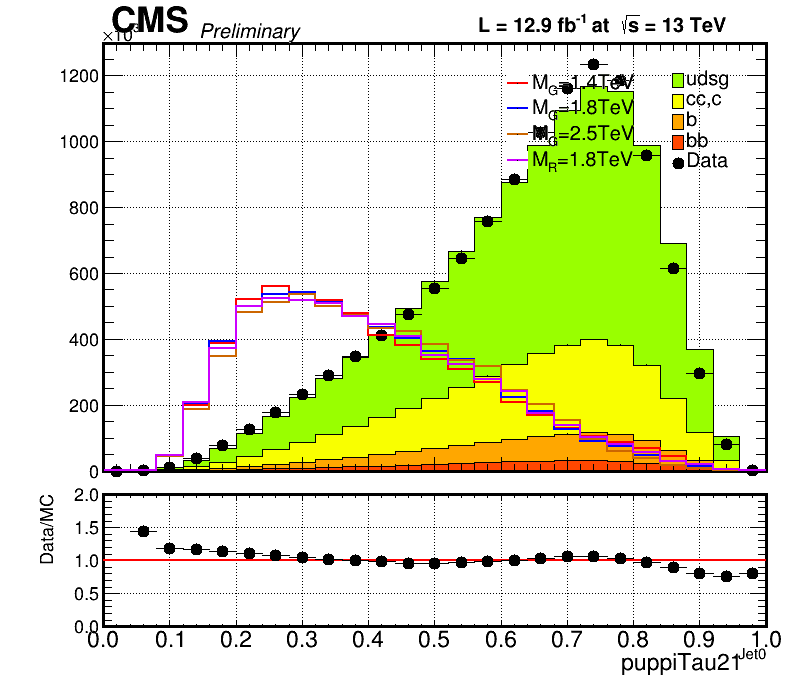 CMS Preliminary L = 12.9 fb⁻¹ at √s = 13 TeV
×10³
1200
1000
800
600
400
200
0
M_G=1.4TeV
M_G=1.8TeV
M_G=2.5TeV
M_R=1.8TeV
udsg
cc,c
b
bb
Data
Data/MC
2.0
1.5
1.0
0.5
0.0
0.0 0.1 0.2 0.3 0.4 0.5 0.6 0.7 0.8 0.9 1.0
puppiTau21^Jet0